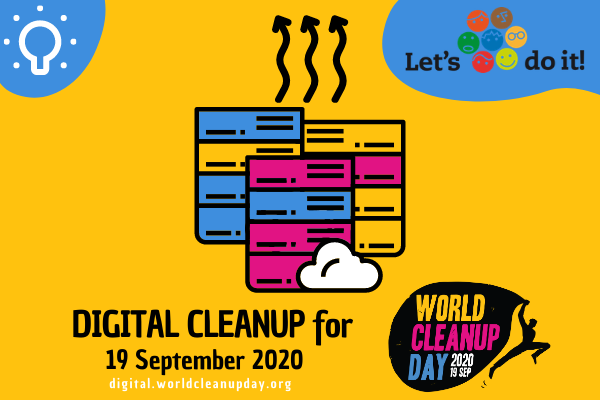 Let's do it!
DIGITAL CLEANUP for
19 September 2020
digital.worldcleanupday.org
WORLD
CLEANUP
DAY 2020
19 SEP